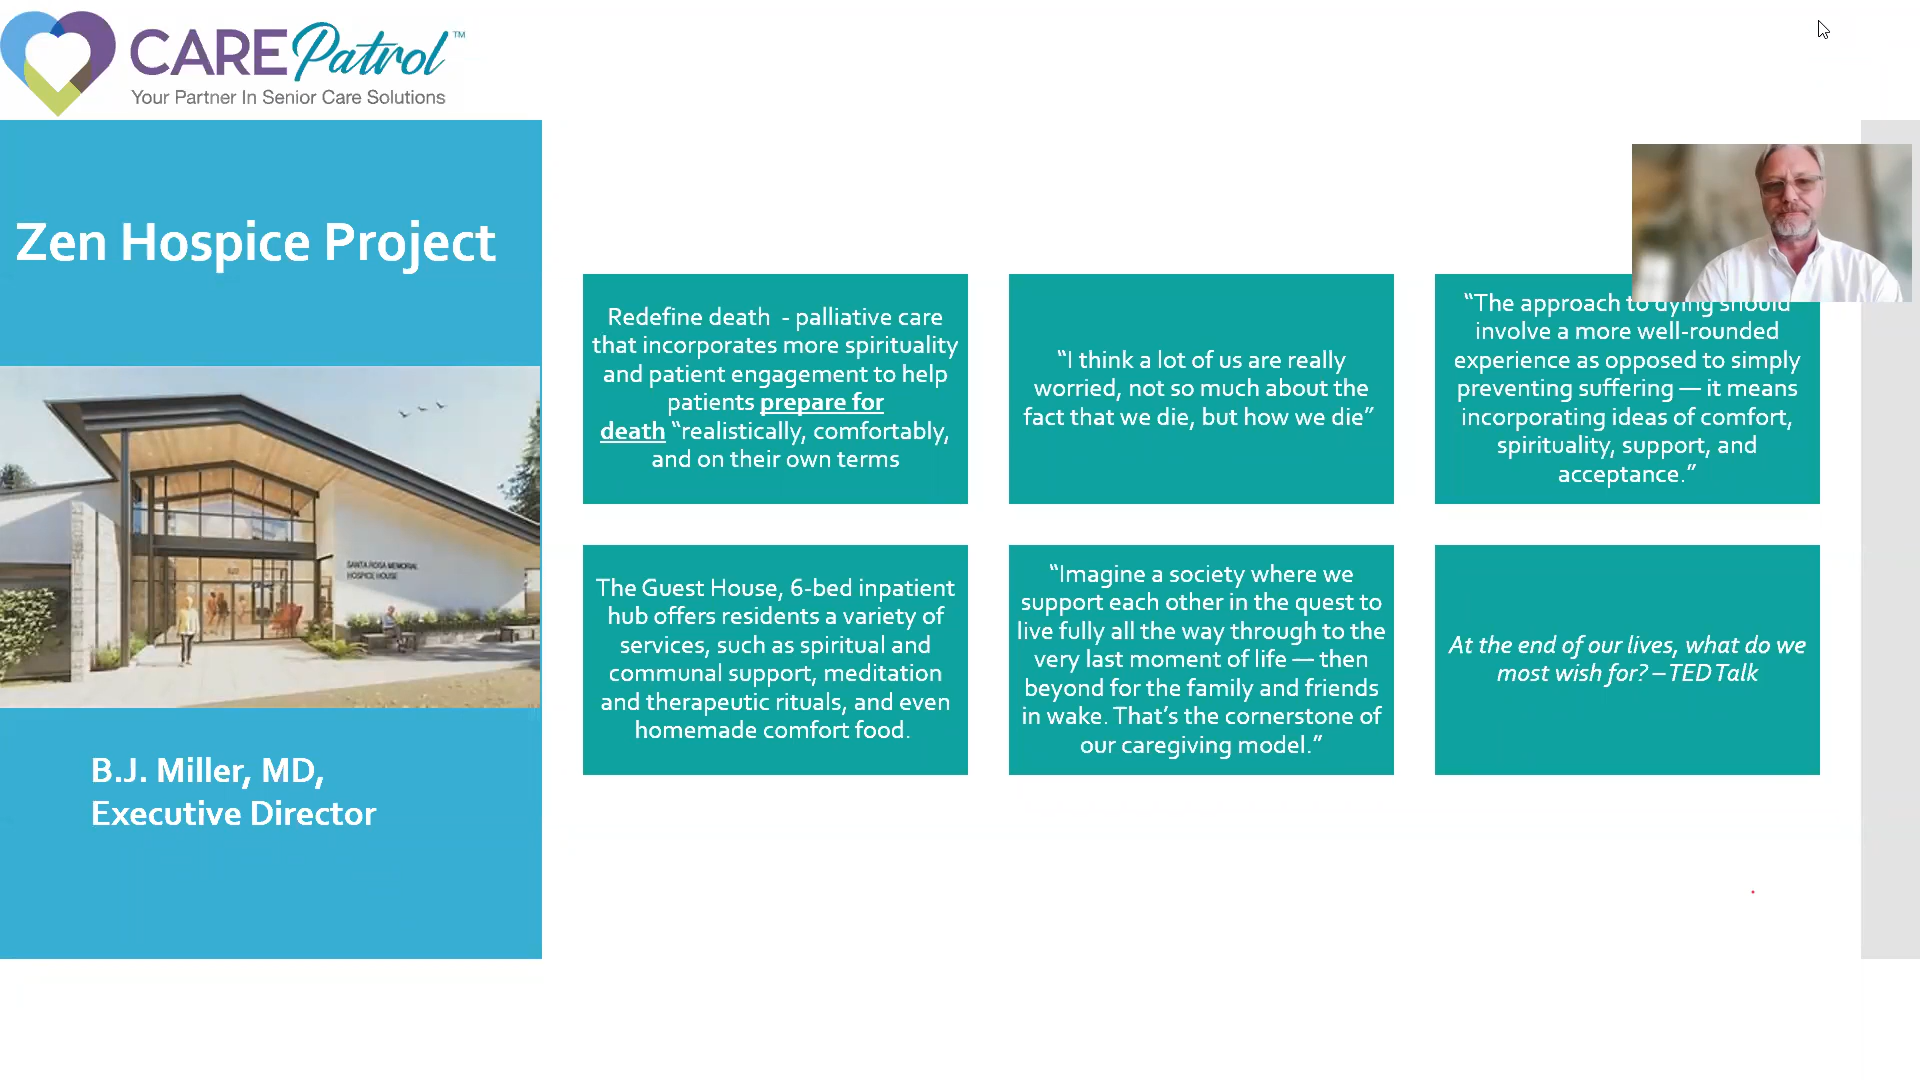 CAREPatrol™
Your Partner In Senior Care Solutions
Zen Hospice Project
SANTA ROSA MEMORIAL
HOSPICE HOUSE
B.J. Miller, MD,
Executive Director
Redefine death - palliative care
that incorporates more spirituality
and patient engagement to help
patients prepare for
death “realistically, comfortably,
and on their own terms
“I think a lot of us are really
worried, not so much about the
fact that we die, but how we die”
“The approach to dying should
involve a more well-rounded
experience as opposed to simply
preventing suffering — it means
incorporating ideas of comfort,
spirituality, support, and
acceptance.”
The Guest House, 6-bed inpatient
hub offers residents a variety of
services, such as spiritual and
communal support, meditation
and therapeutic rituals, and even
homemade comfort food.
“Imagine a society where we
support each other in the quest to
live fully all the way through to the
very last moment of life — then
beyond for the family and friends
in wake. That’s the cornerstone of
our caregiving model.”
At the end of our lives, what do we
most wish for? – TED Talk